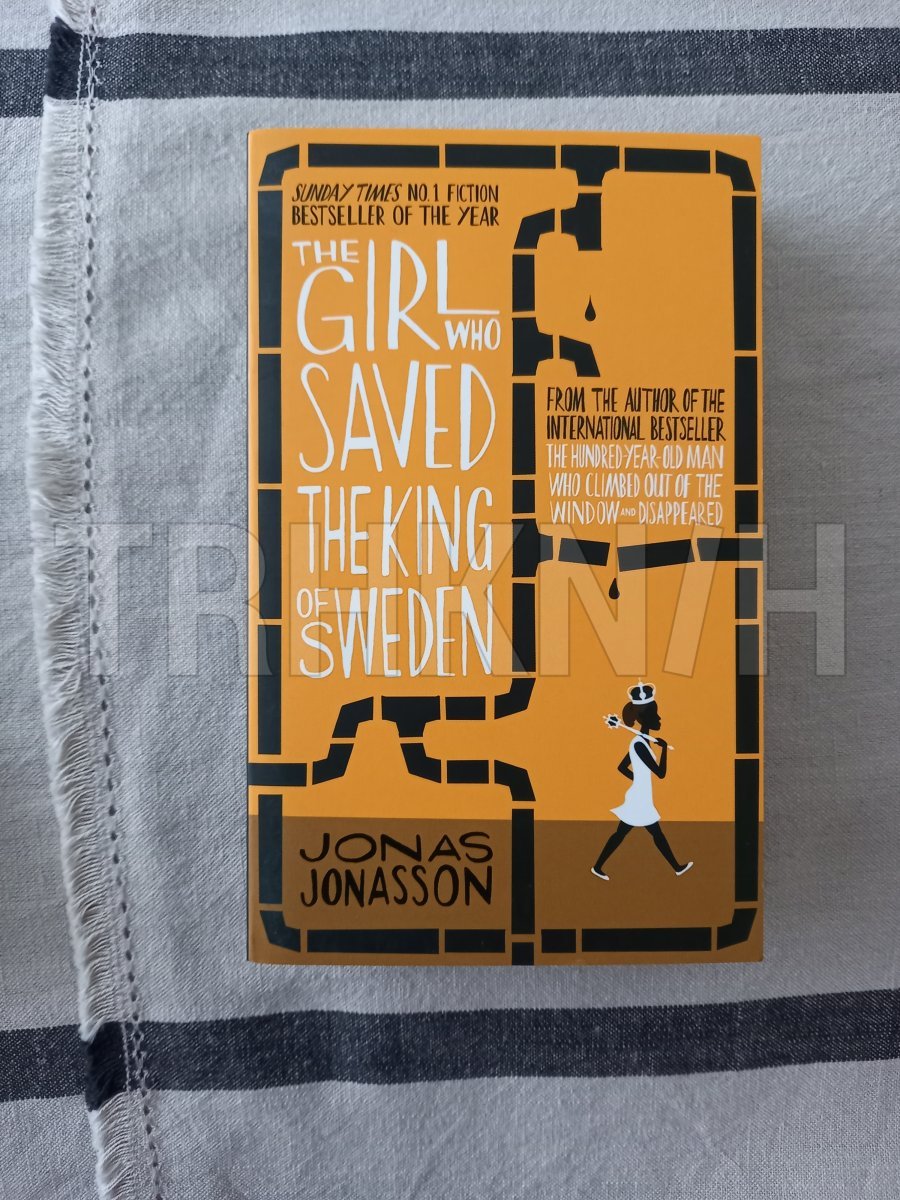 SUNDAY TIMES NO.1 FICTION
BESTSELLER OF THE YEAR
THE
GIRL
WHO
SAVED
THE KING
OF
SWEDEN
FROM THE AUTHOR OF THE
INTERNATIONAL BESTSELLER
THE HUNDRED-YEAR-OLD MAN
WHO CLIMBED OUT OF THE
WINDOW AND DISAPPEARED
JONAS
JONASSON